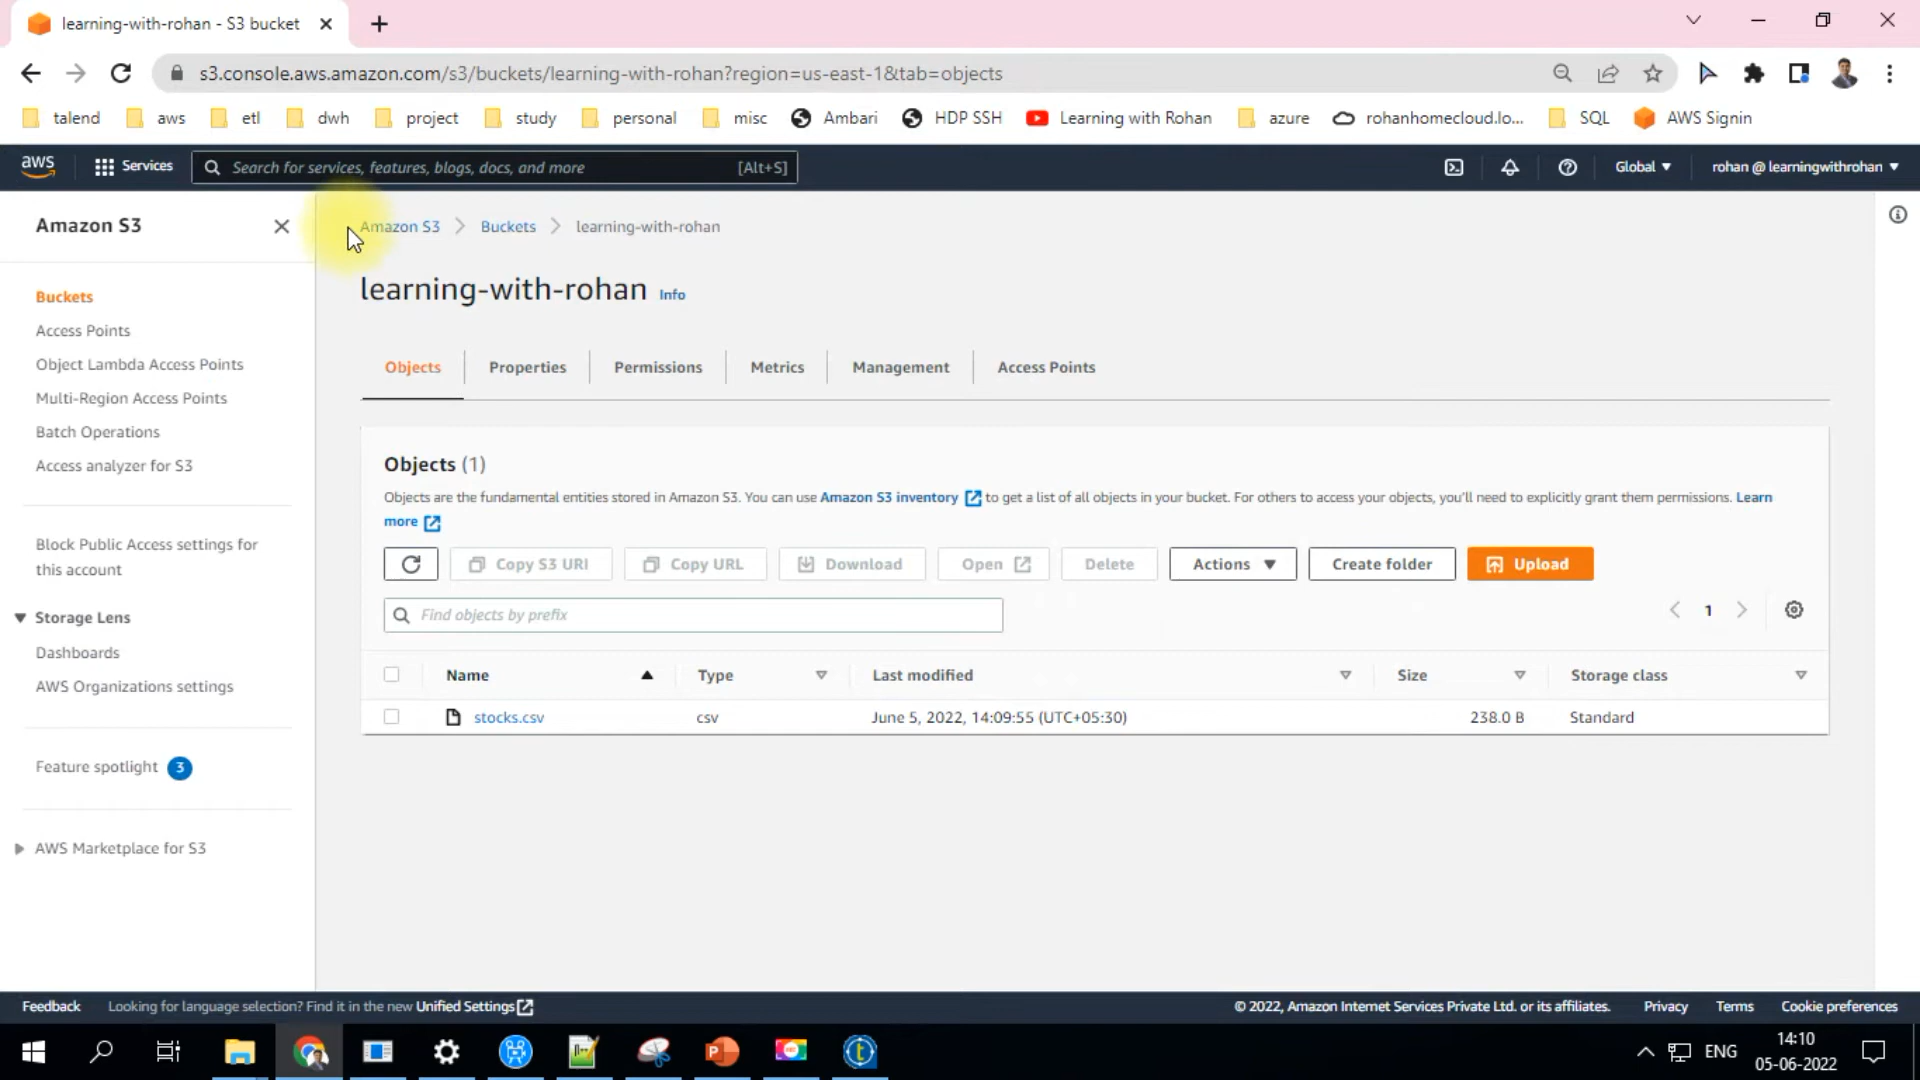 learning-with-rohan - S3 bucket
s3.console.aws.amazon.com/s3/buckets/learning-with-rohan?region=us-east-1&tab=objects
talend aws etl dwh project study personal misc Ambari HDP SSH Learning with Rohan azure rohanhomecloud.lo... SQL AWS Signin
aws Services Search for services, features, blogs, docs, and more [Alt+S] Global rohan @ learningwithrohan
Amazon S3
Buckets
Access Points
Object Lambda Access Points
Multi-Region Access Points
Batch Operations
Access analyzer for S3
Block Public Access settings for
this account
Storage Lens
Dashboards
AWS Organizations settings
Feature spotlight 3
AWS Marketplace for S3
Amazon S3 Buckets learning-with-rohan
learning-with-rohan Info
Objects Properties Permissions Metrics Management Access Points
Objects (1)
Objects are the fundamental entities stored in Amazon S3. You can use Amazon S3 inventory to get a list of all objects in your bucket. For others to access your objects, you'll need to explicitly grant them permissions. Learn
more
Copy S3 URI Copy URL Download Open Delete Actions Create folder Upload
Find objects by prefix 1
Name Type Last modified Size Storage class
stocks.csv csv June 5, 2022, 14:09:55 (UTC+05:30) 238.0 B Standard
Feedback Looking for language selection? Find it in the new Unified Settings © 2022, Amazon Internet Services Private Ltd. or its affiliates. Privacy Terms Cookie preferences
ENG 14:10
05-06-2022